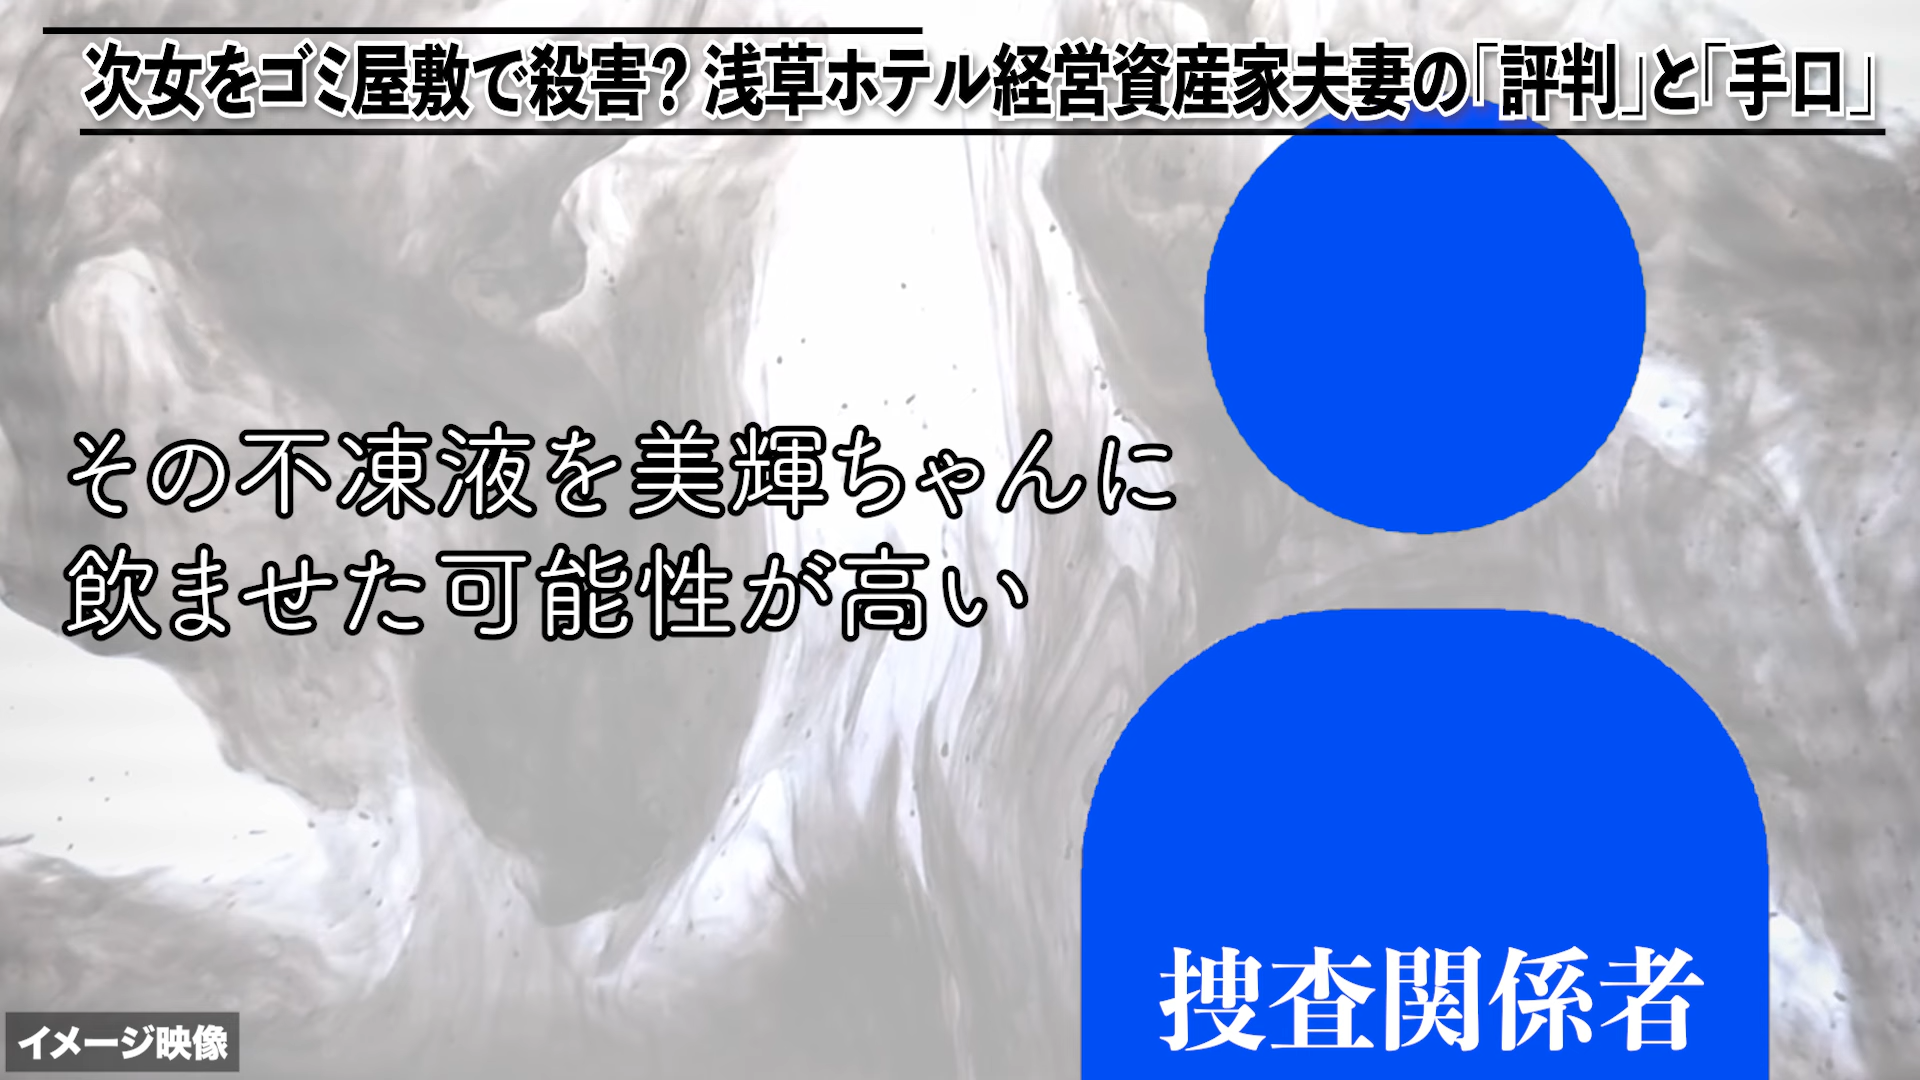 次女をゴミ屋敷で殺害？浅草ホテル経営資産家夫妻の「評判」と「手口」
その不凍液を美輝ちゃんに
飲ませた可能性が高い
捜査関係者
イメージ映像